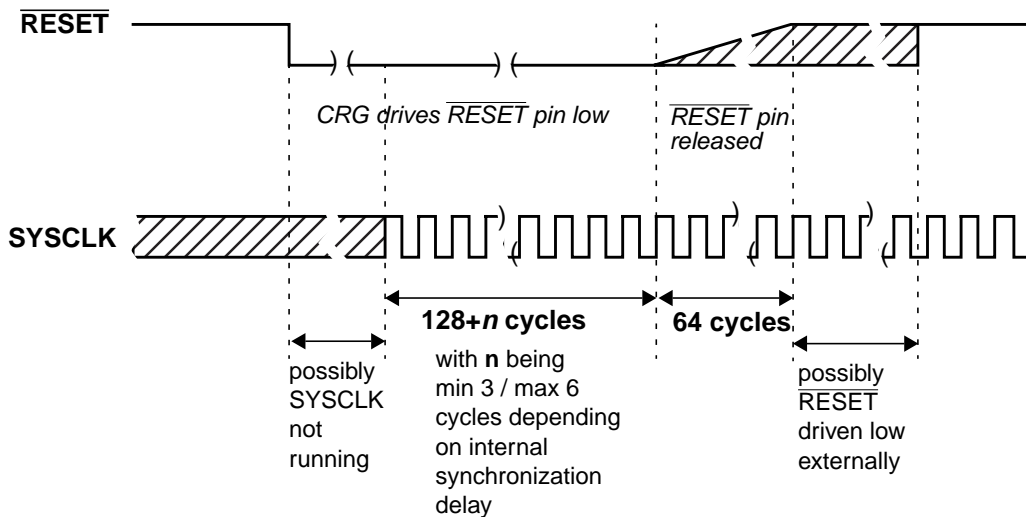 RESET
CRG drives RESET pin low
RESET pin
released
SYSCLK
128+n cycles
64 cycles
with n being
min 3 / max 6
cycles depending
on internal
synchronization
delay
possibly
SYSCLK
not
running
possibly
RESET
driven low
externally